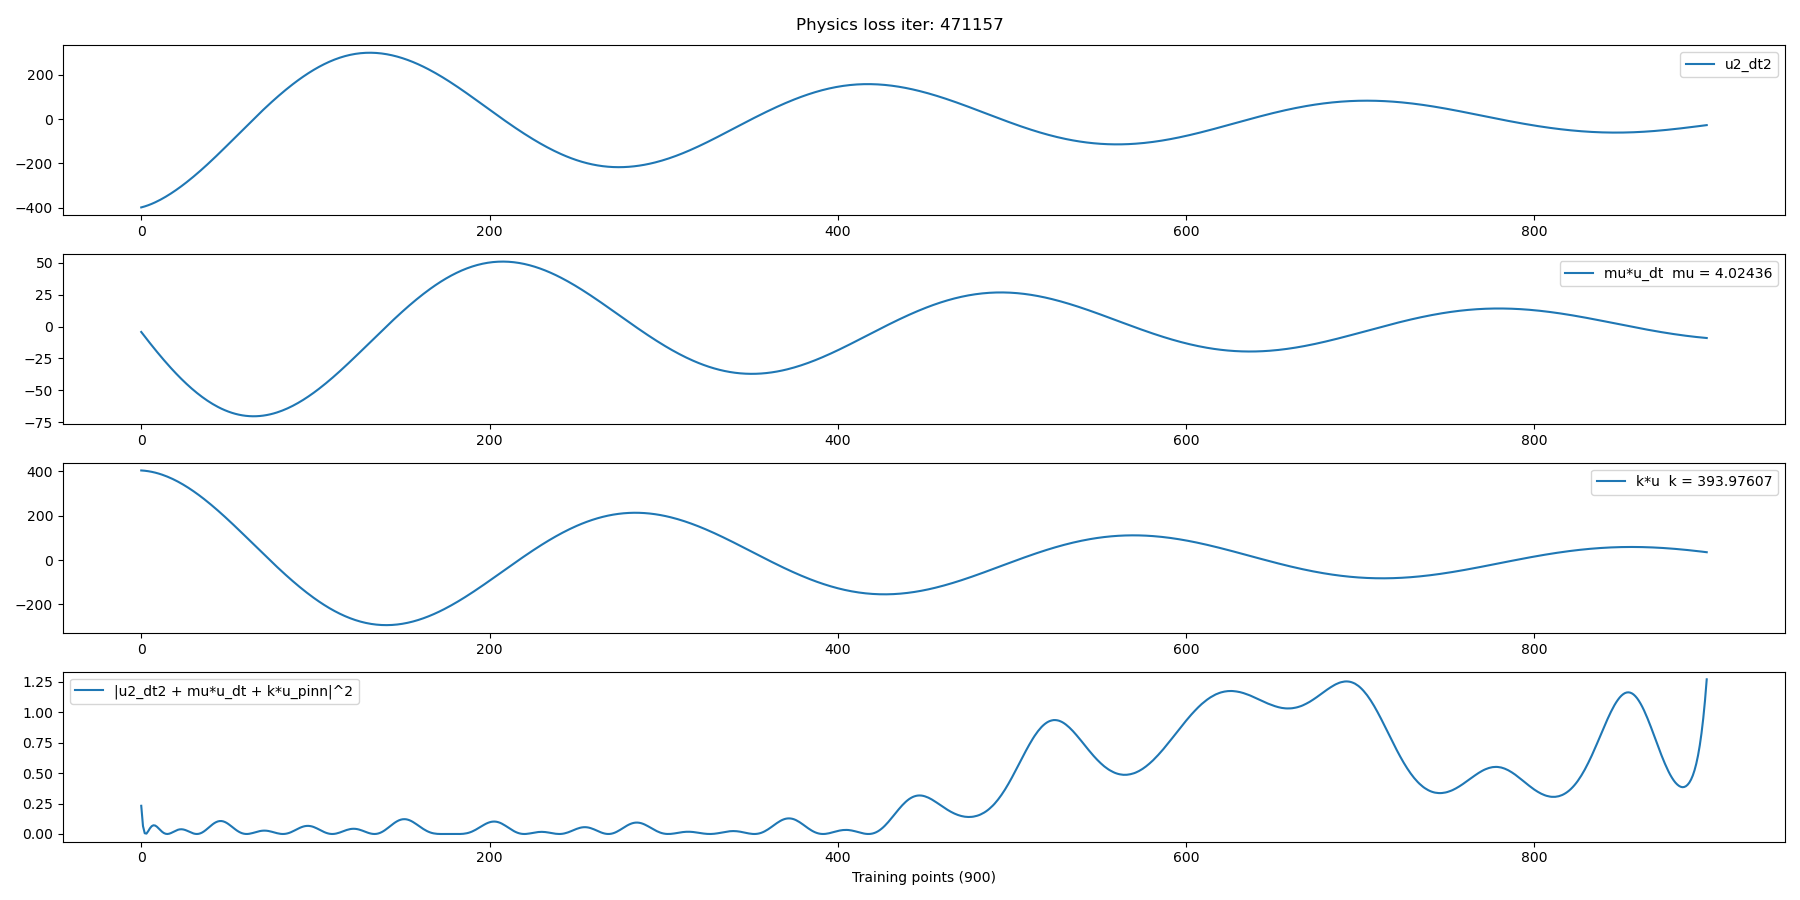 Physics loss iter: 471157
u2_dt2
200
0
−200
−400
0 200 400 600 800
mu*u_dt  mu = 4.02436
50
25
0
−25
−50
−75
0 200 400 600 800
k*u  k = 393.97607
400
200
0
−200
0 200 400 600 800
|u2_dt2 + mu*u_dt + k*u_pinn|^2
1.25
1.00
0.75
0.50
0.25
0.00
0 200 400 600 800
Training points (900)